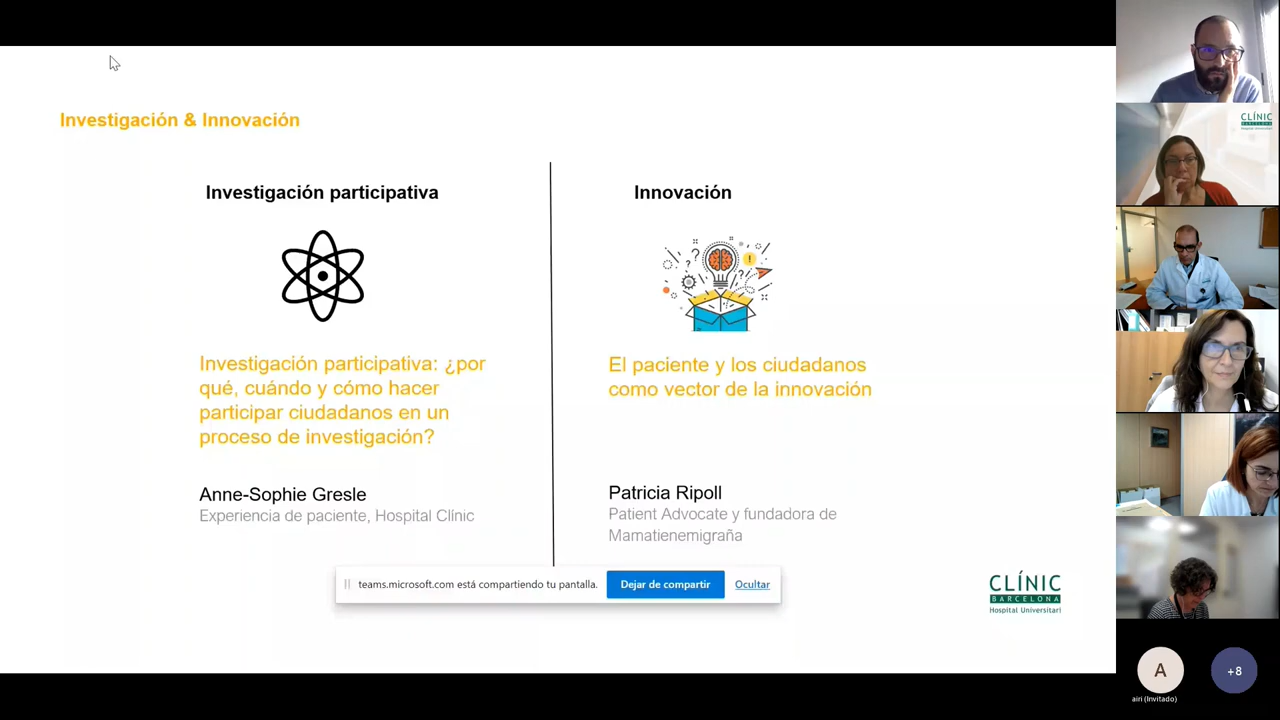 Investigación & Innovación
Investigación participativa
Investigación participativa: ¿por
qué, cuándo y cómo hacer
participar ciudadanos en un
proceso de investigación?
Anne-Sophie Gresle
Experiencia de paciente, Hospital Clínic
Innovación
El paciente y los ciudadanos
como vector de la innovación
Patricia Ripoll
Patient Advocate y fundadora de
Mamatienemigraña
teams.microsoft.com está compartiendo tu pantalla.
Dejar de compartir
Ocultar
CLÍNIC
BARCELONA
Hospital Universitari
CLÍNIC
BARCELONA
Hospital Universitari
A
airi (Invitado)
+8